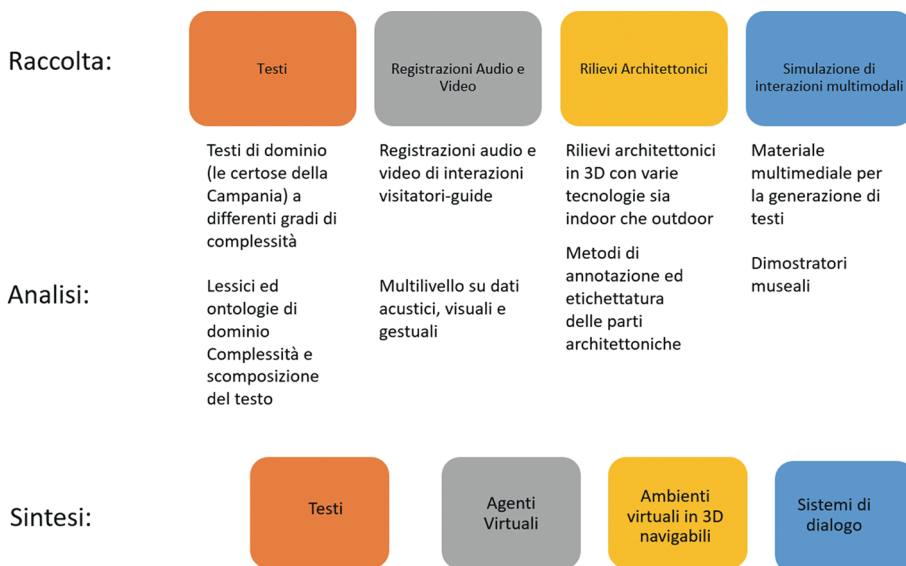 Raccolta:
Testi
Registrazioni Audio e
Video
Rilievi Architettonici
Simulazione di
interazioni multimodali
Testi di dominio
(le certose della
Campania) a
differenti gradi di
complessità
Registrazioni audio e
video di interazioni
visitatori-guide
Rilievi architettonici
in 3D con varie
tecnologie sia
indoor che outdoor
Materiale
multimediale per
la generazione di
testi
Analisi:
Lessici ed
ontologie di
dominio
Complessità e
scomposizione
del testo
Multilivello su dati
acustici, visuali e
gestuali
Metodi di
annotazione ed
etichettatura
delle parti
architettoniche
Dimostratori
museali
Sintesi:
Testi
Agenti
Virtuali
Ambienti
virtuali in 3D
navigabili
Sistemi di
dialogo